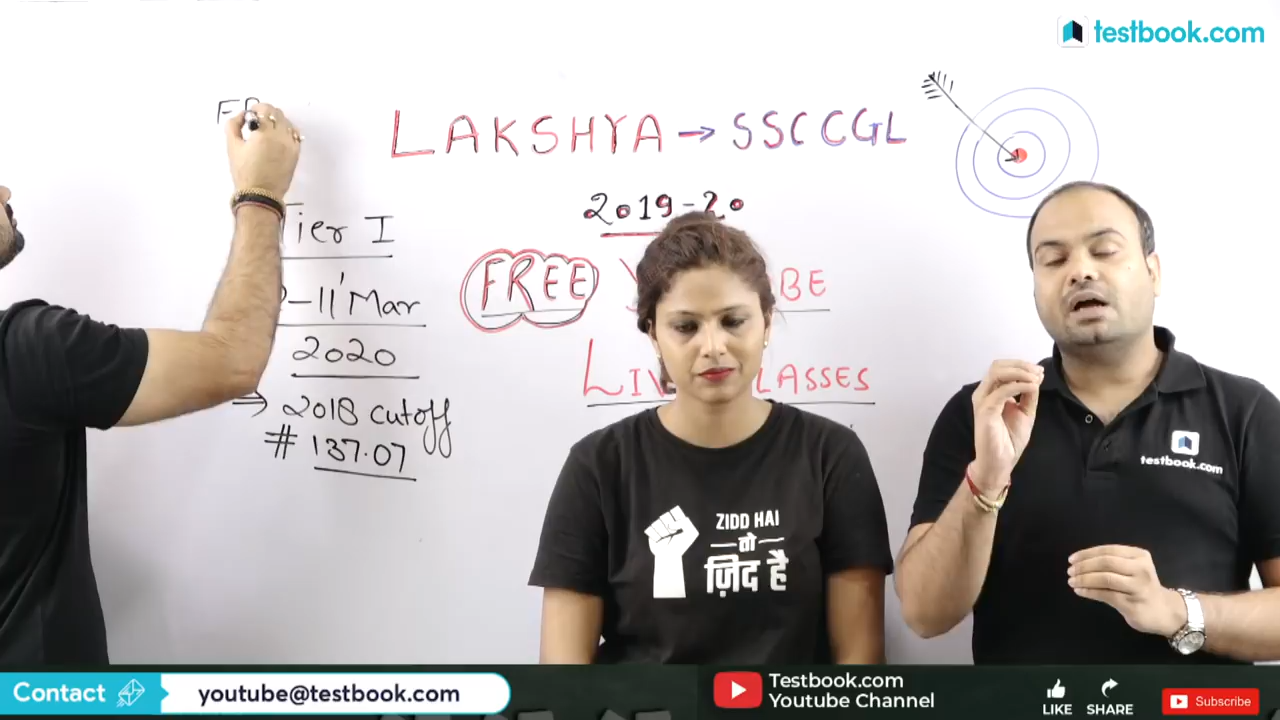 testbook.com
LAKSHYA → SSC CGL
2019-20
Tier I
-11 Mar
FREE
BE
2020
LIV LASSES
⇒ 2018 cutoff
# 137.07
testbook.com
ZIDD HAI
— तो —
ज़िद है
Contact youtube@testbook.com
Testbook.com
Youtube Channel
LIKE SHARE Subscribe